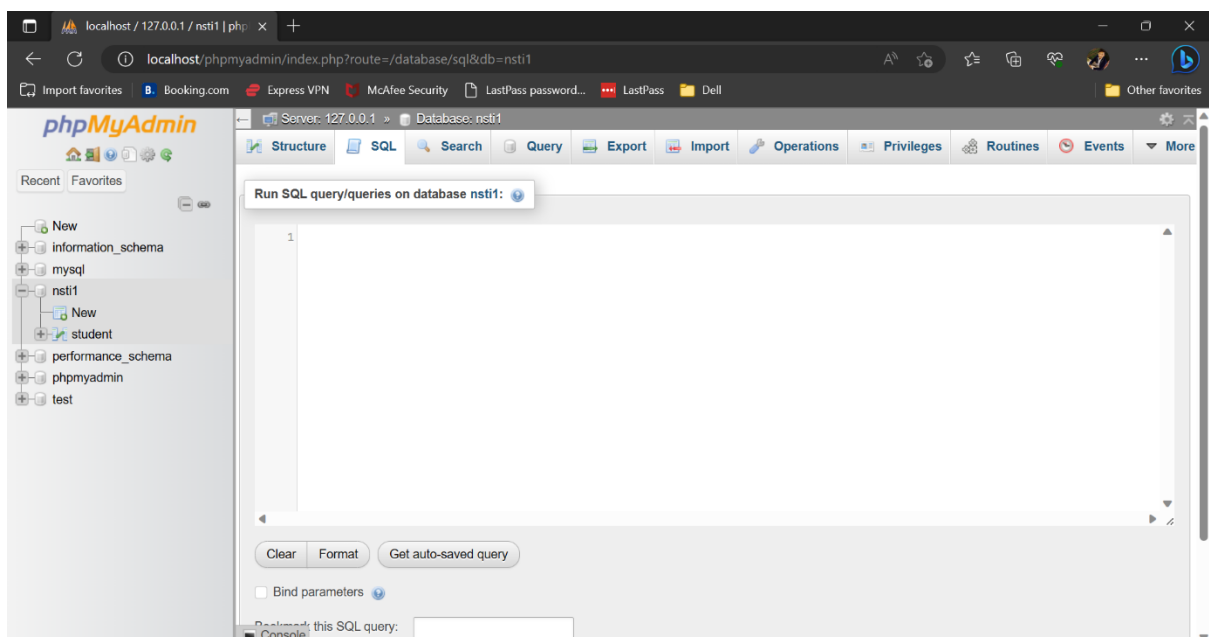 localhost / 127.0.0.1 / nsti1 | php
localhost/phpmyadmin/index.php?route=/database/sql&db=nsti1
Import favorites B. Booking.com Express VPN McAfee Security LastPass password... LastPass Dell Other favorites
phpMyAdmin
Recent Favorites
New
information_schema
mysql
nsti1
New
student
performance_schema
phpmyadmin
test
Server: 127.0.0.1 » Database: nsti1
Structure SQL Search Query Export Import Operations Privileges Routines Events More
Run SQL query/queries on database nsti1:
1
Clear Format Get auto-saved query
Bind parameters
Bookmark this SQL query:
Console